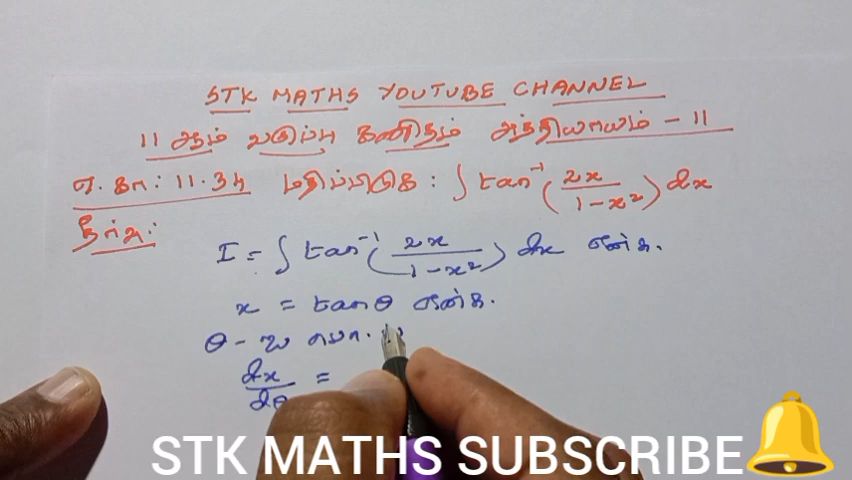 STK MATHS YOUTUBE CHANNEL
11 ஆம் வகுப்பு கணிதம் அத்தியாயம் - 11
எ.கா: 11.34 மதிப்பிடுக: ∫ tan⁻¹(2x/1-x²) dx
தீர்வு:
I = ∫ tan⁻¹(2x/1-x²) dx என்க.
x = tanθ என்க.
θ - ஐ பொ.
dx/dθ =
STK MATHS SUBSCRIBE